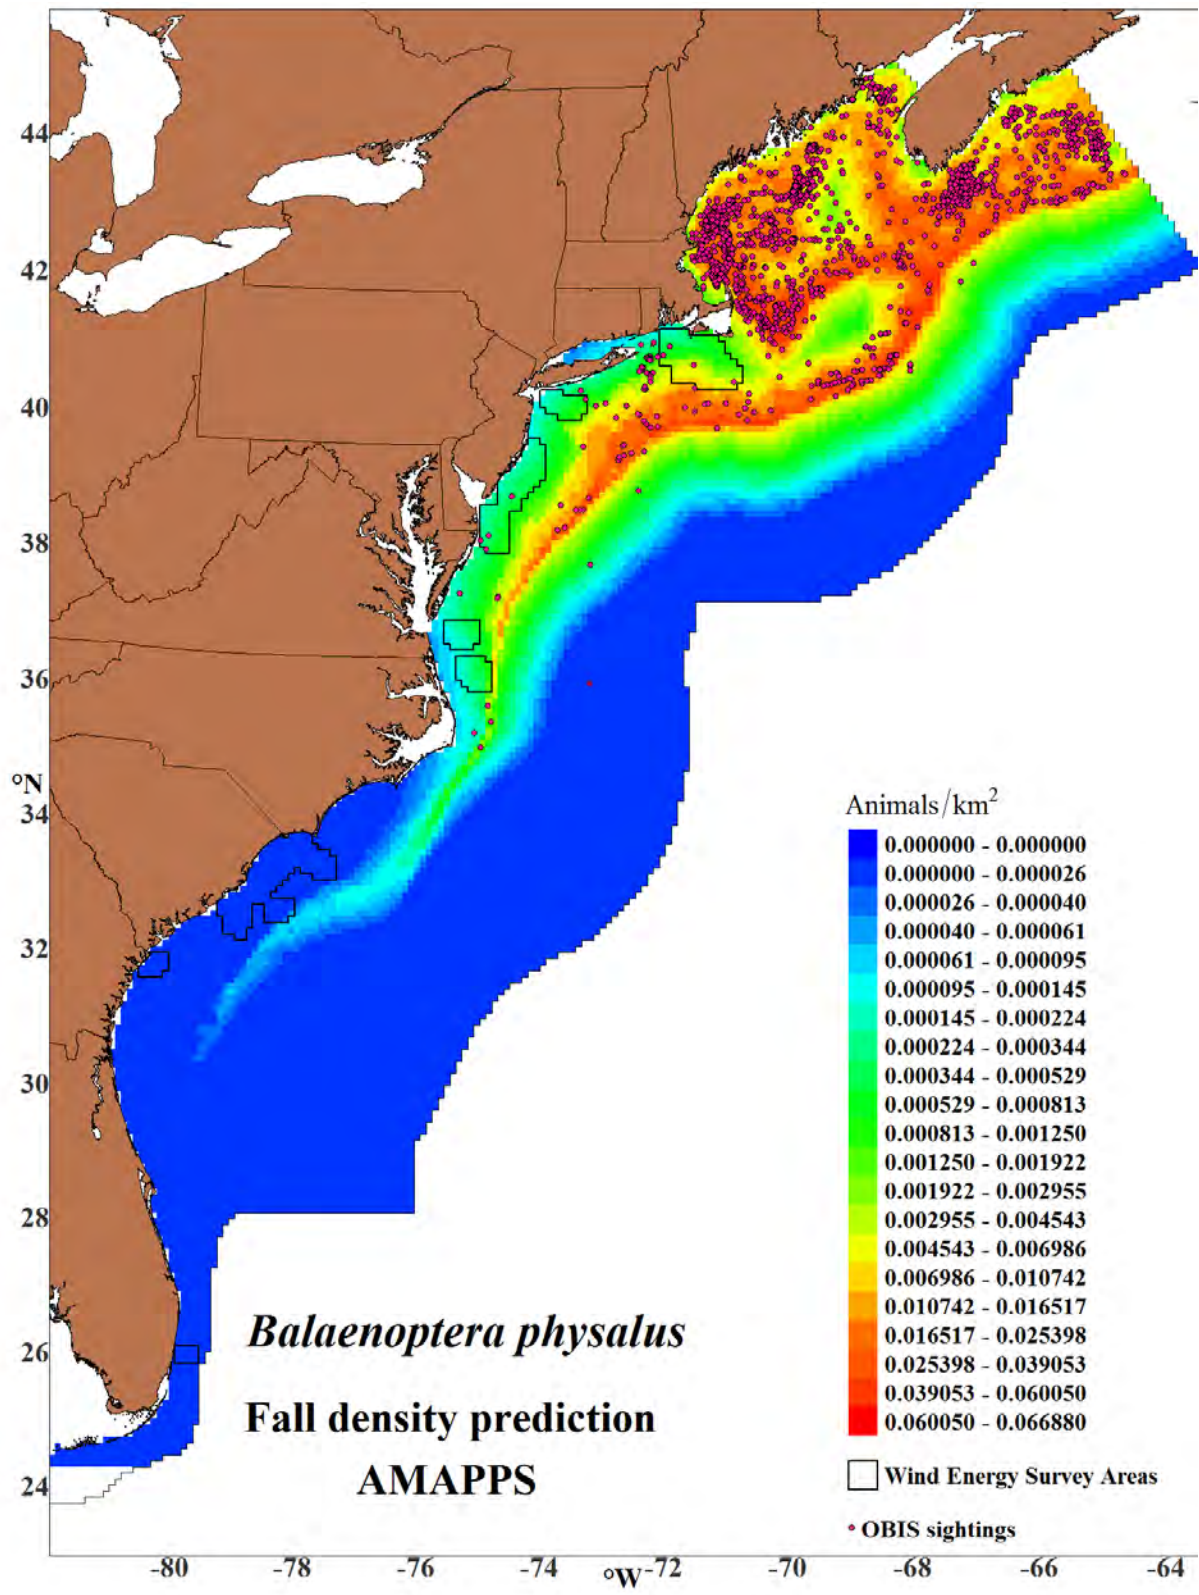 44
42
40
38
36
°N
34
32
30
28
26
24
Animals/km²
0.000000 - 0.000000
0.000000 - 0.000026
0.000026 - 0.000040
0.000040 - 0.000061
0.000061 - 0.000095
0.000095 - 0.000145
0.000145 - 0.000224
0.000224 - 0.000344
0.000344 - 0.000529
0.000529 - 0.000813
0.000813 - 0.001250
0.001250 - 0.001922
0.001922 - 0.002955
0.002955 - 0.004543
0.004543 - 0.006986
0.006986 - 0.010742
0.010742 - 0.016517
0.016517 - 0.025398
0.025398 - 0.039053
0.039053 - 0.060050
0.060050 - 0.066880
Wind Energy Survey Areas
OBIS sightings
Balaenoptera physalus
Fall density prediction
AMAPPS
-80 -78 -76 -74 °W -72 -70 -68 -66 -64